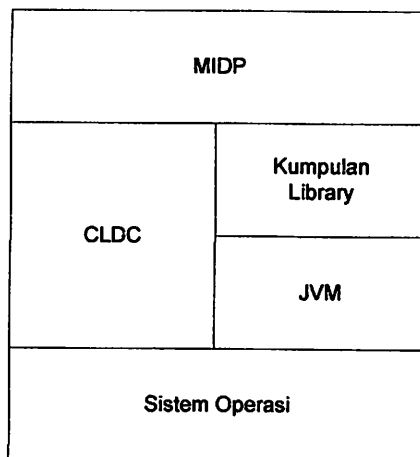 MIDP
Kumpulan
Library
CLDC
JVM
Sistem Operasi